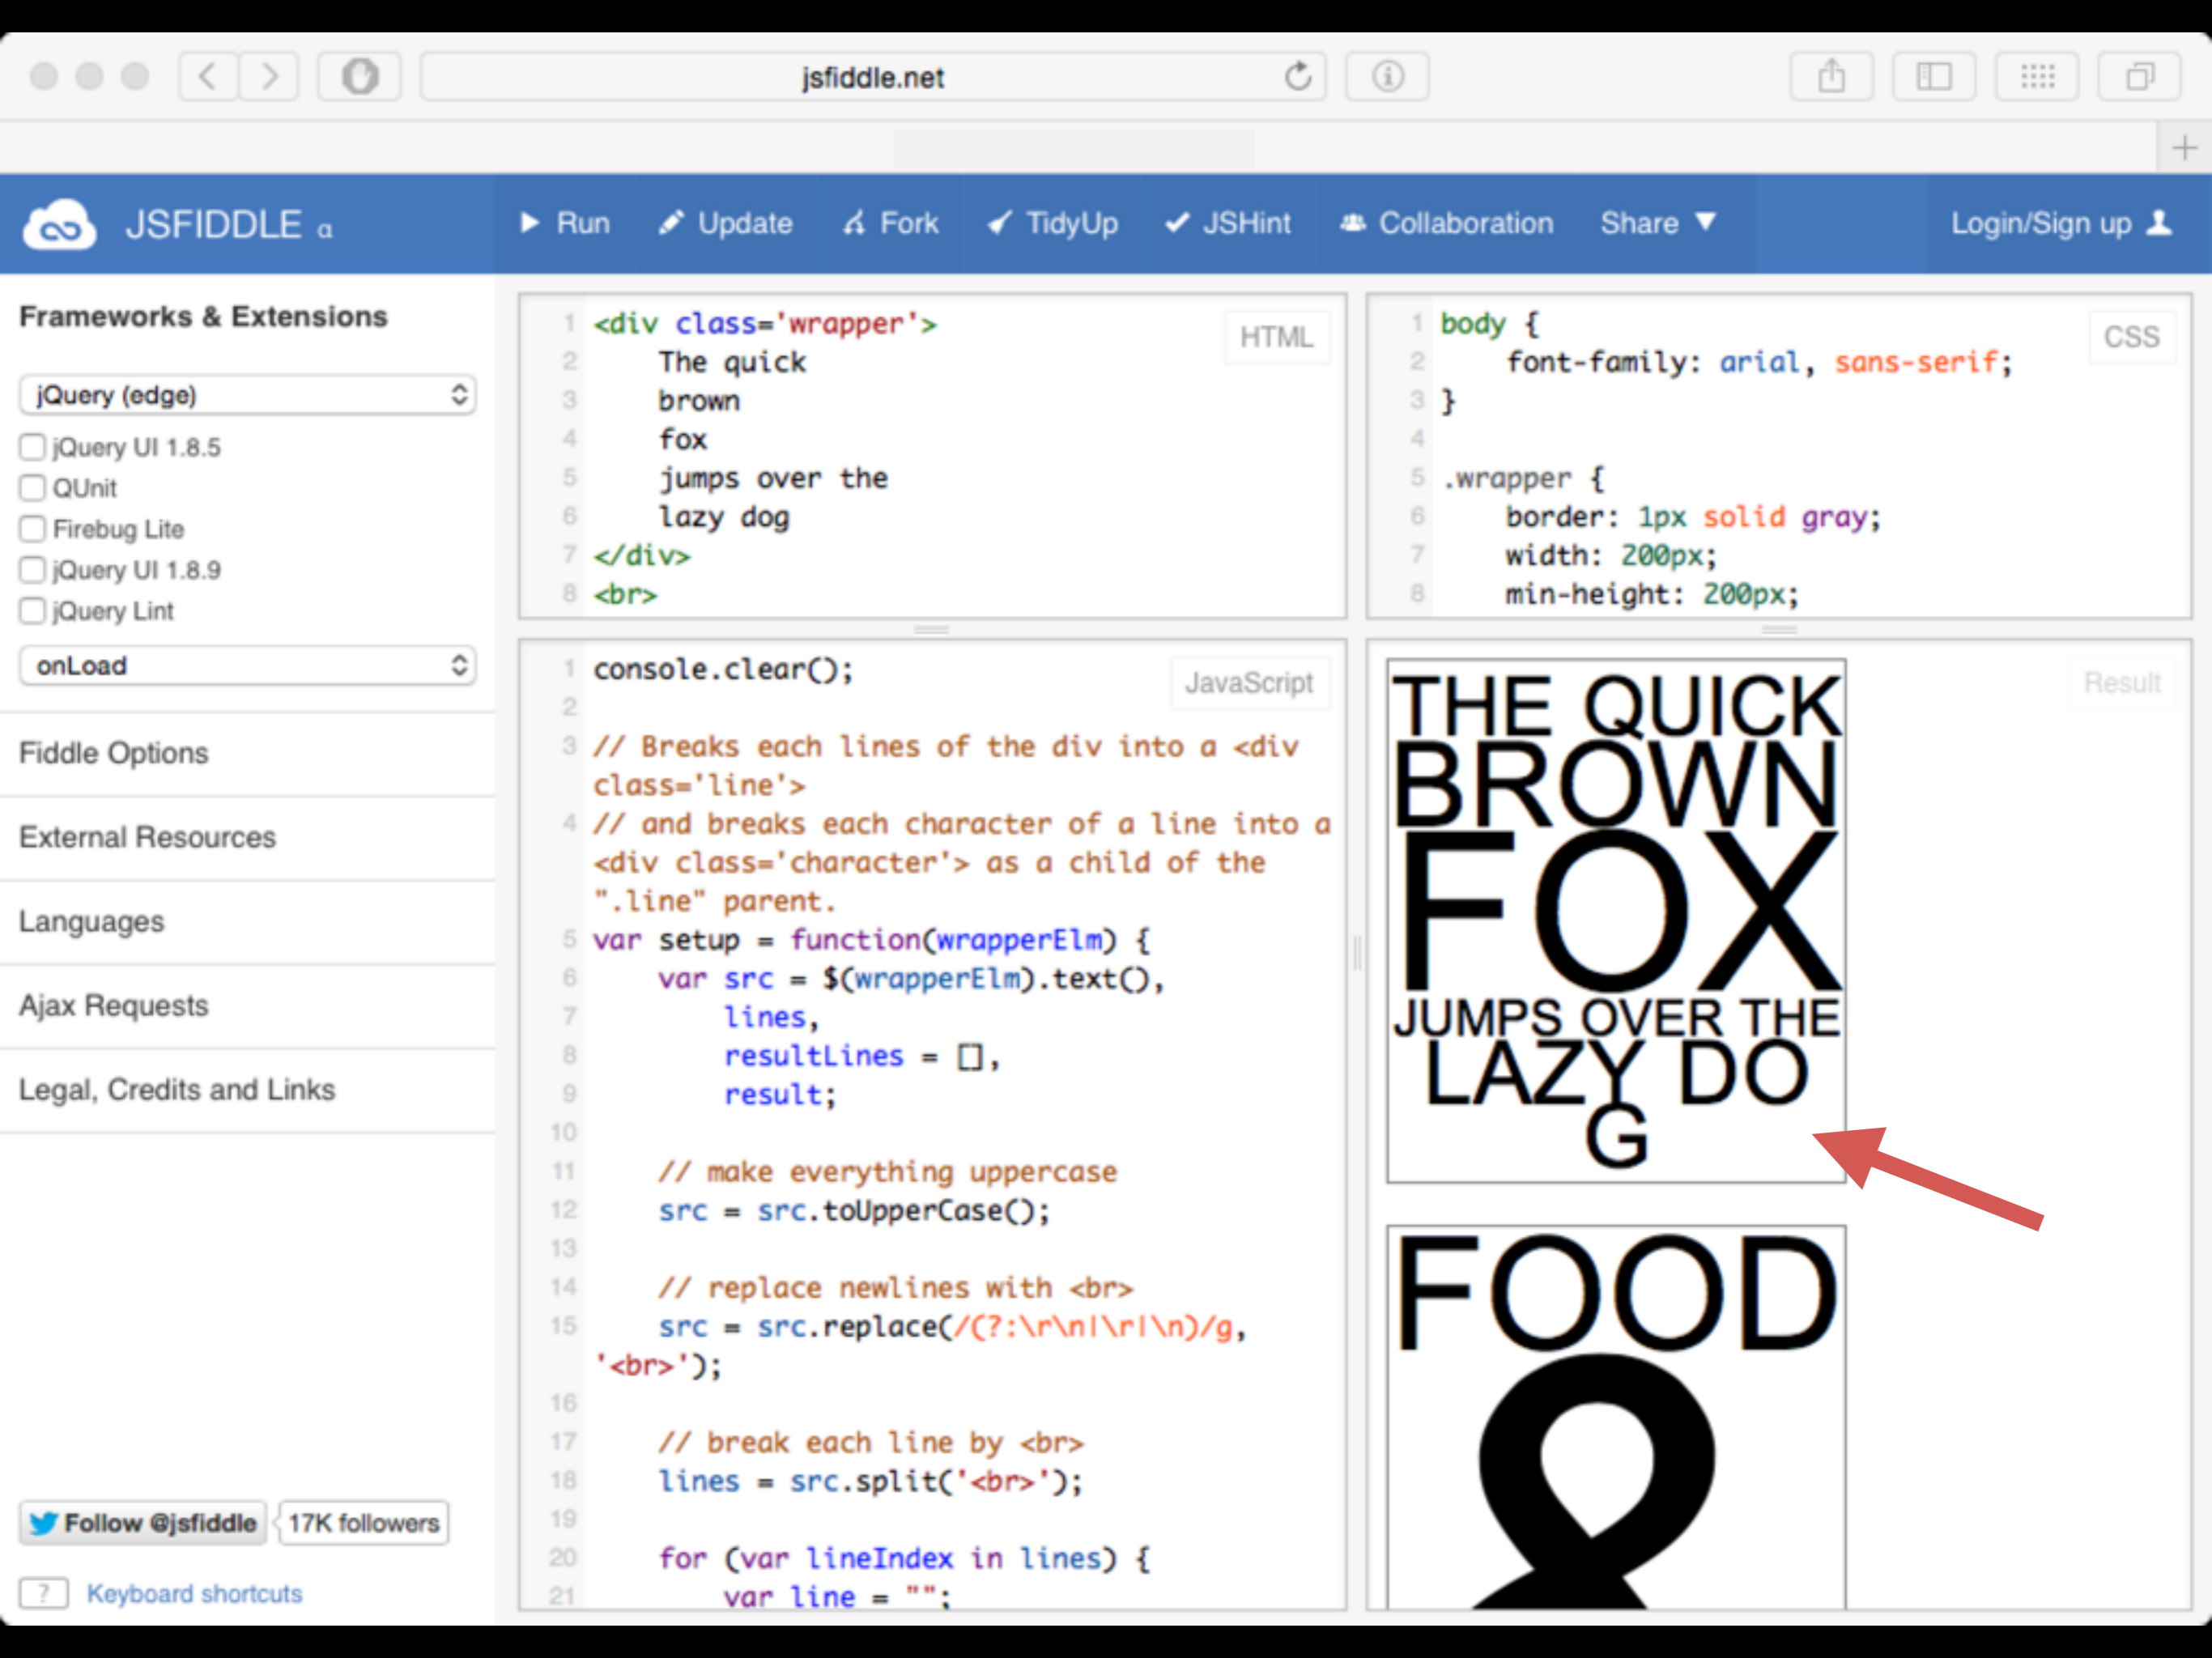 jsfiddle.net
JSFIDDLE α
Run
Update
Fork
TidyUp
JSHint
Collaboration
Share
Login/Sign up
Frameworks & Extensions
jQuery (edge)
jQuery UI 1.8.5
QUnit
Firebug Lite
jQuery UI 1.8.9
jQuery Lint
onLoad
Fiddle Options
External Resources
Languages
Ajax Requests
Legal, Credits and Links
Follow @jsfiddle
17K followers
? Keyboard shortcuts
HTML
1 <div class='wrapper'>
2 The quick
3 brown
4 fox
5 jumps over the
6 lazy dog
7 </div>
8 <br>
CSS
1 body {
2 font-family: arial, sans-serif;
3 }
4
5 .wrapper {
6 border: 1px solid gray;
7 width: 200px;
8 min-height: 200px;
JavaScript
1 console.clear();
2
3 // Breaks each lines of the div into a <div
class='line'>
4 // and breaks each character of a line into a
<div class='character'> as a child of the
".line" parent.
5 var setup = function(wrapperElm) {
6 var src = $(wrapperElm).text(),
7 lines,
8 resultLines = [],
9 result;
10
11 // make everything uppercase
12 src = src.toUpperCase();
13
14 // replace newlines with <br>
15 src = src.replace(/(?:\r\n|\r|\n)/g,
'<br>');
16
17 // break each line by <br>
18 lines = src.split('<br>');
19
20 for (var lineIndex in lines) {
21 var line = "";
Result
THE QUICK
BROWN
FOX
JUMPS OVER THE
LAZY DO
G
FOOD
&